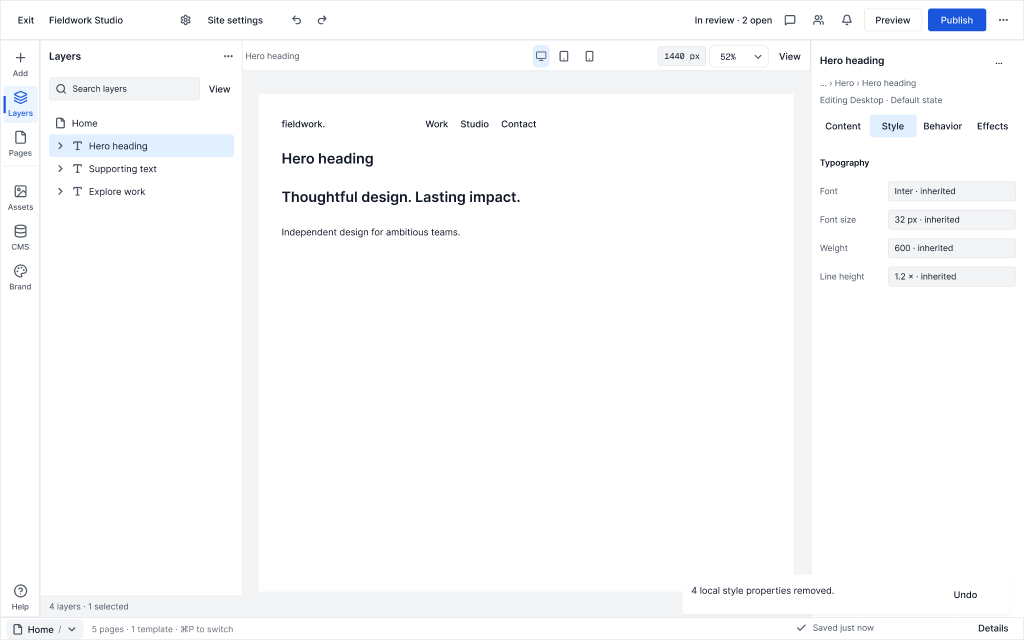 Exit Fieldwork Studio Site settings In review · 2 open Preview Publish ...
Add
Layers
Pages
Assets
CMS
Brand
Help
Layers ...
Search layers View
Home
Hero heading
Supporting text
Explore work
4 layers · 1 selected
Hero heading 1440 px 52% View
fieldwork. Work Studio Contact
Hero heading
Thoughtful design. Lasting impact.
Independent design for ambitious teams.
Hero heading ...
... › Hero › Hero heading
Editing Desktop · Default state
Content Style Behavior Effects
Typography
Font Inter · inherited
Font size 32 px · inherited
Weight 600 · inherited
Line height 1.2 × · inherited
4 local style properties removed. Undo
Home / 5 pages · 1 template · ⌘P to switch Saved just now Details